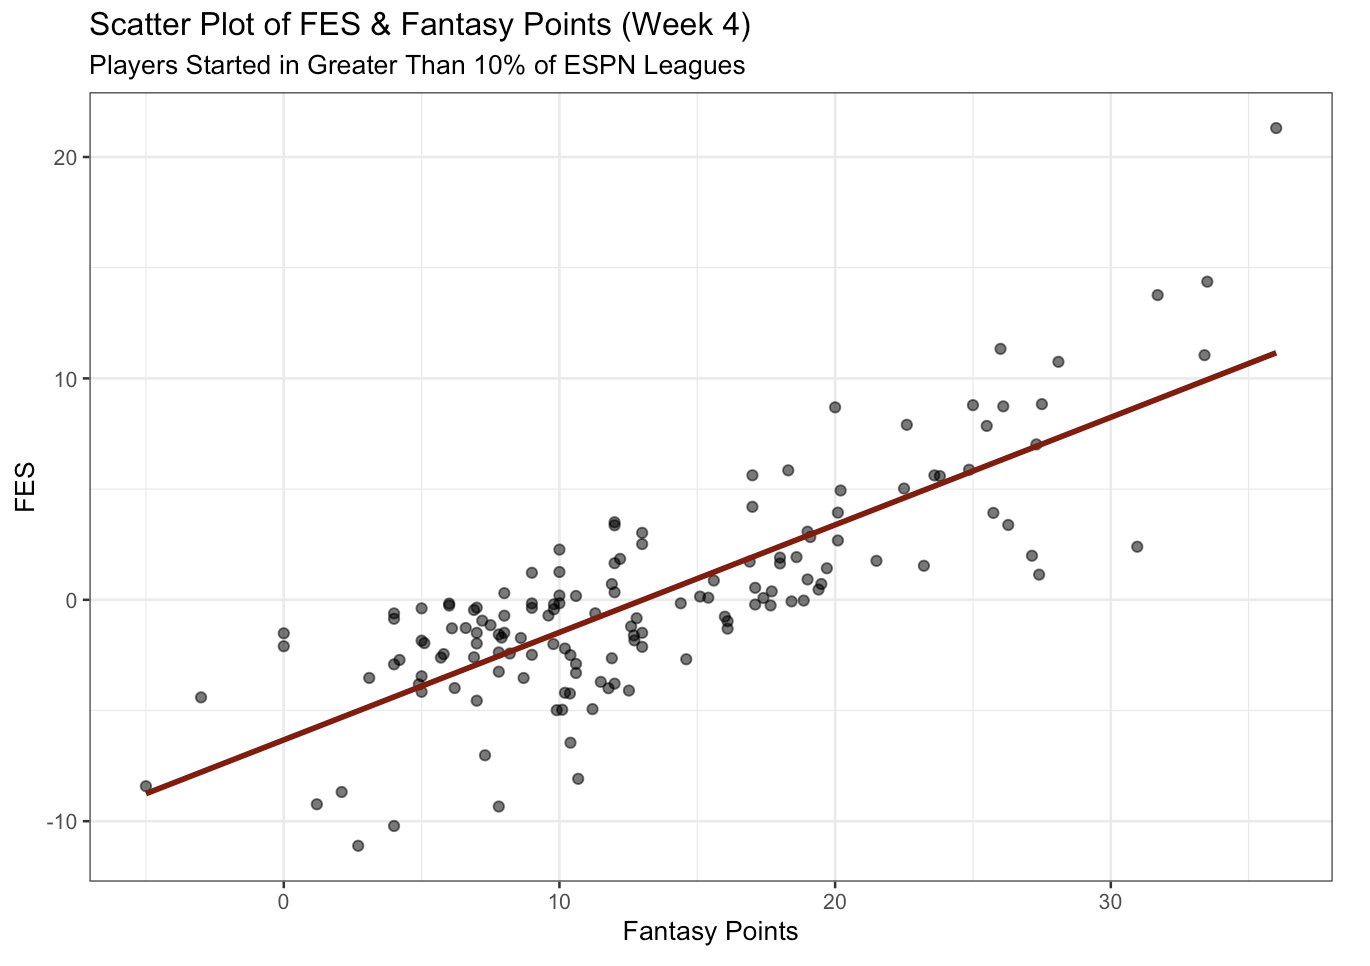 Scatter Plot of FES & Fantasy Points (Week 4)
Players Started in Greater Than 10% of ESPN Leagues
FES
20
10
0
-10
0
10
20
30
Fantasy Points